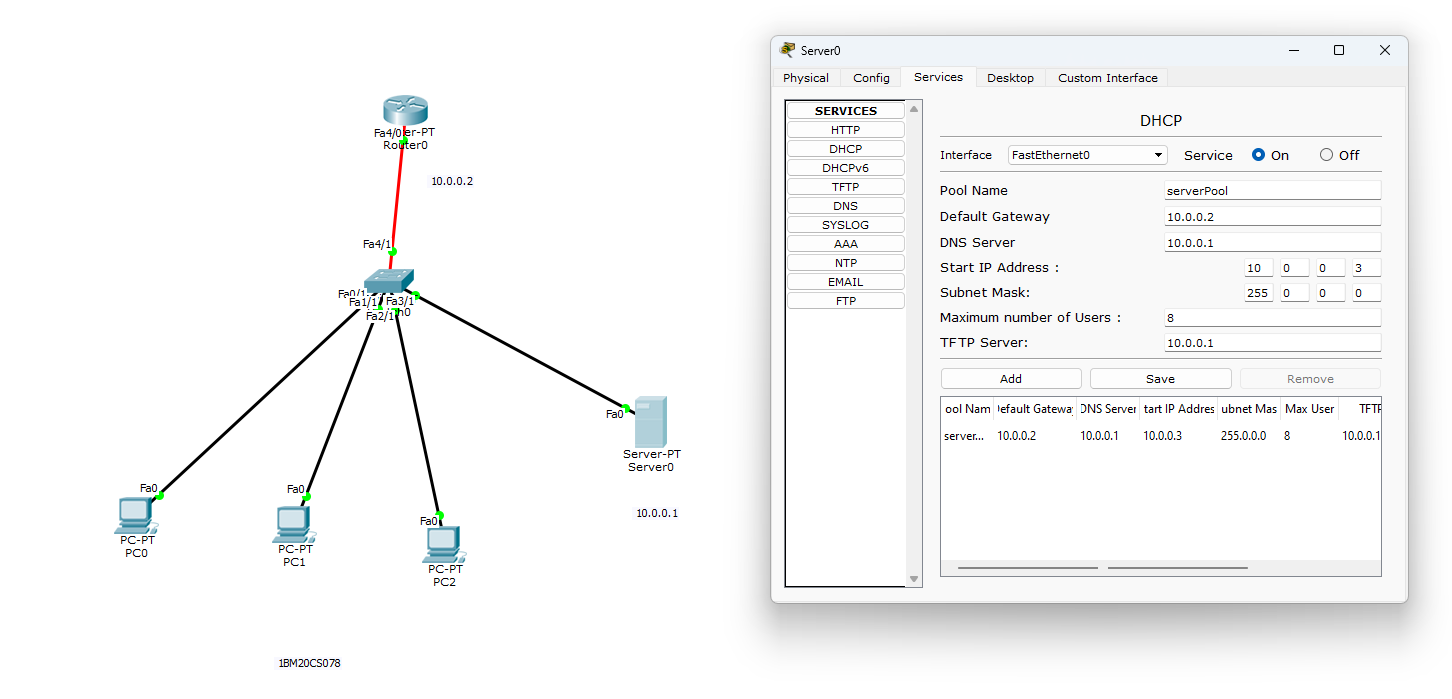 Fa4/0er-PT
Router0
10.0.0.2
Fa4/1
Fa0/1
Fa1/1 Fa3/1
Fa2/1 h0
Fa0
Server-PT
Server0
10.0.0.1
Fa0
PC-PT
PC0
Fa0
PC-PT
PC1
Fa0
PC-PT
PC2
1BM20CS078
Server0
Physical Config Services Desktop Custom Interface
SERVICES
HTTP
DHCP
DHCPv6
TFTP
DNS
SYSLOG
AAA
NTP
EMAIL
FTP
DHCP
Interface FastEthernet0 Service On Off
Pool Name serverPool
Default Gateway 10.0.0.2
DNS Server 10.0.0.1
Start IP Address : 10 0 0 3
Subnet Mask: 255 0 0 0
Maximum number of Users : 8
TFTP Server: 10.0.0.1
Add Save Remove
ool Nam efault Gateway DNS Server tart IP Addres ubnet Mas Max User TFTP
server... 10.0.0.2 10.0.0.1 10.0.0.3 255.0.0.0 8 10.0.0.1